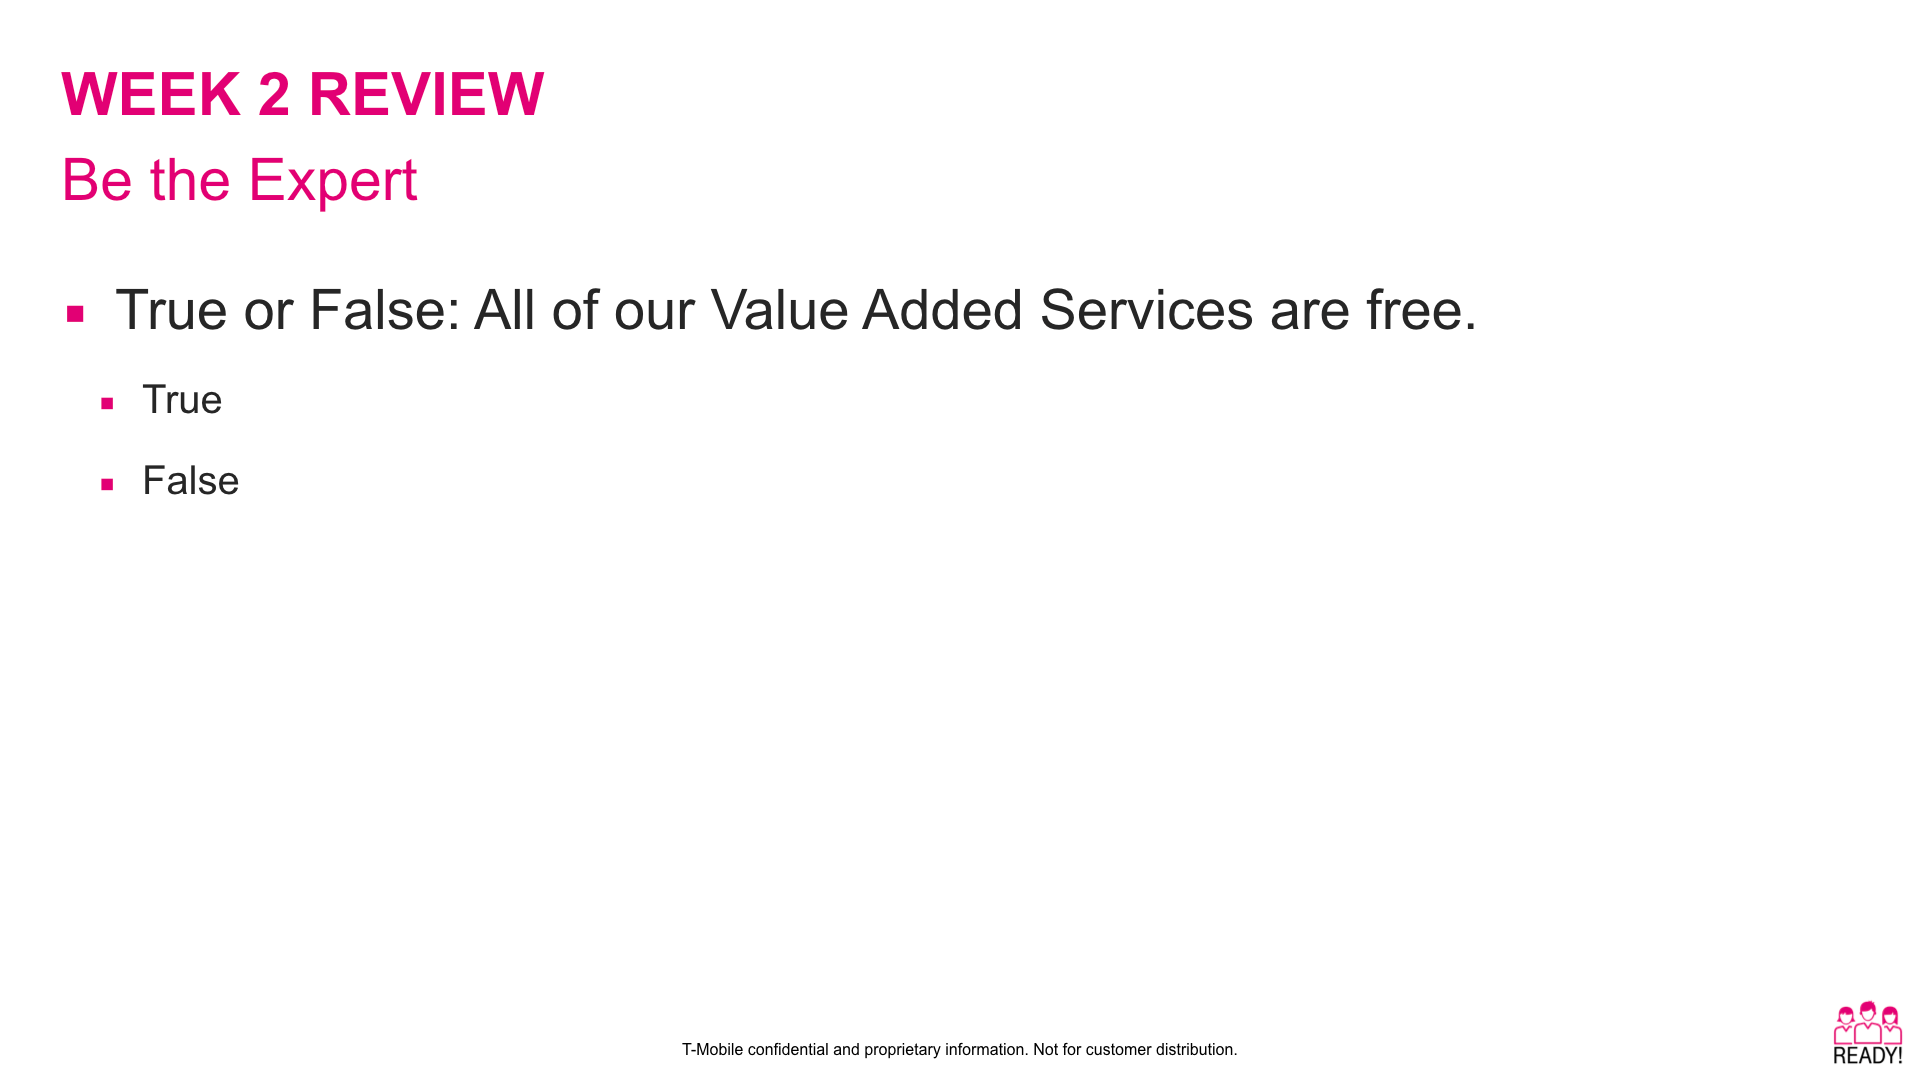 WEEK 2 REVIEW
Be the Expert
True or False: All of our Value Added Services are free.
True
False
T-Mobile confidential and proprietary information. Not for customer distribution.
READY!